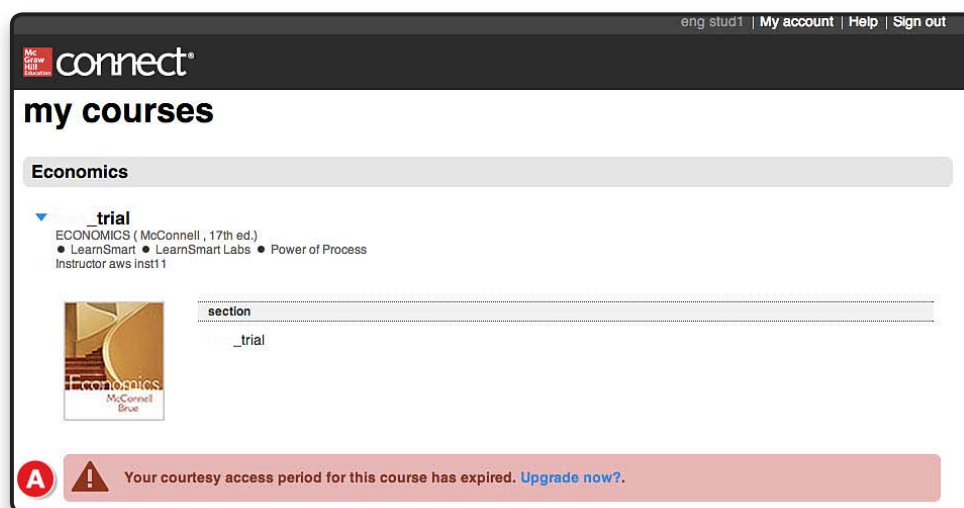 eng stud1 | My account | Help | Sign out
Mc Graw Hill Education connect®
my courses
Economics
_trial
ECONOMICS ( McConnell , 17th ed.)
● LearnSmart ● LearnSmart Labs ● Power of Process
Instructor aws inst11
section
_trial
Economics
McConnell
Brue
A Your courtesy access period for this course has expired. Upgrade now?.